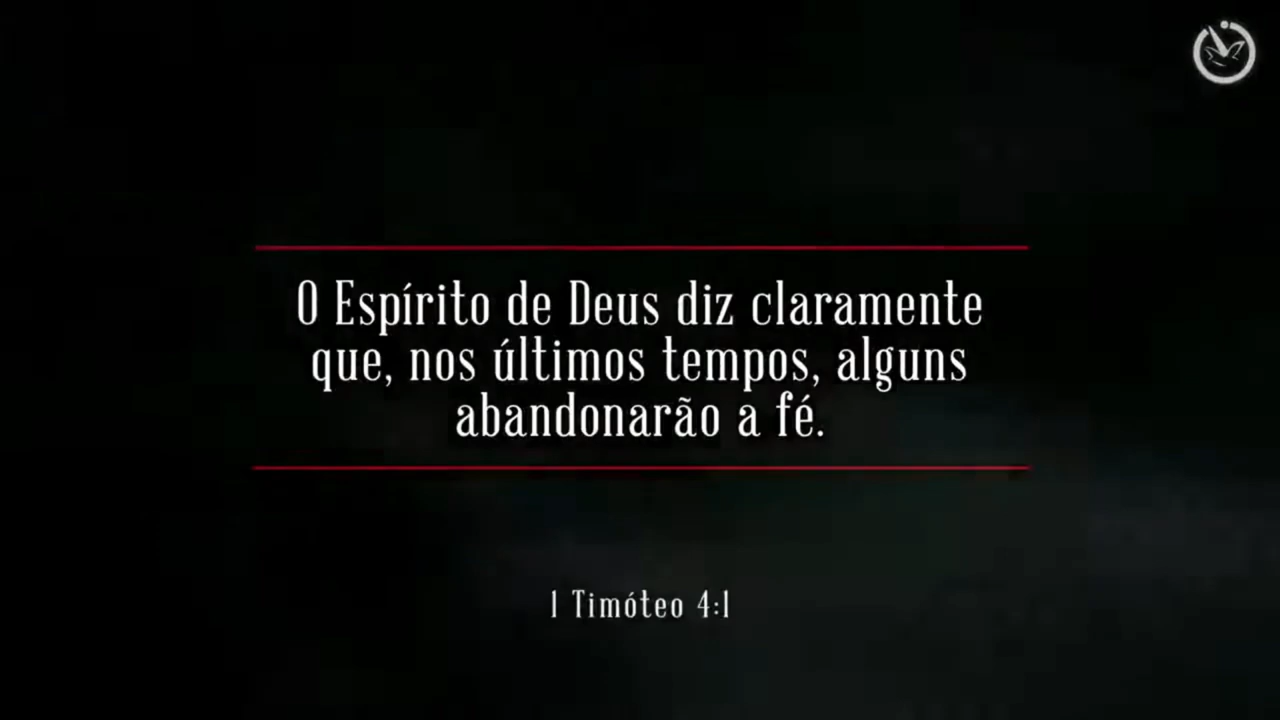 O Espírito de Deus diz claramente
que, nos últimos tempos, alguns
abandonarão a fé.
1 Timóteo 4:1